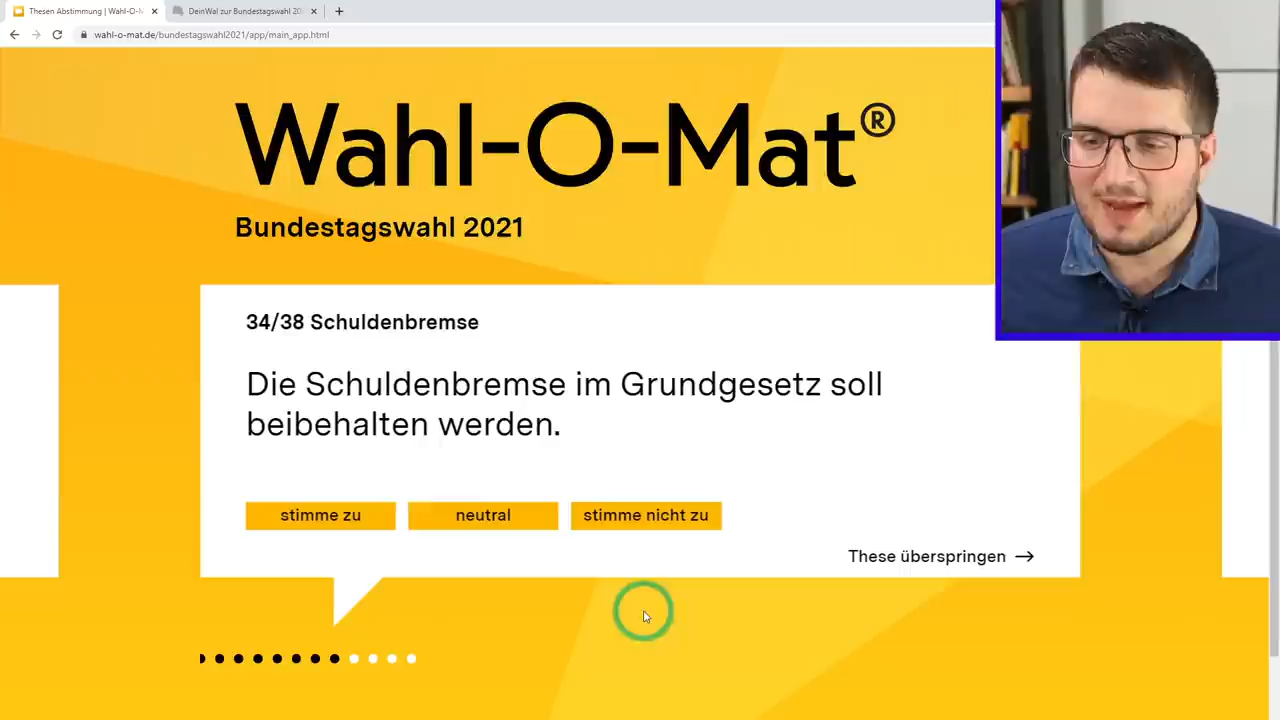 Thesen Abstimmung | Wahl-O-M
DeinWal zur Bundestagswahl 20
wahl-o-mat.de/bundestagswahl2021/app/main_app.html
Wahl-O-Mat®
Bundestagswahl 2021
34/38 Schuldenbremse
Die Schuldenbremse im Grundgesetz soll
beibehalten werden.
stimme zu neutral stimme nicht zu
These überspringen →